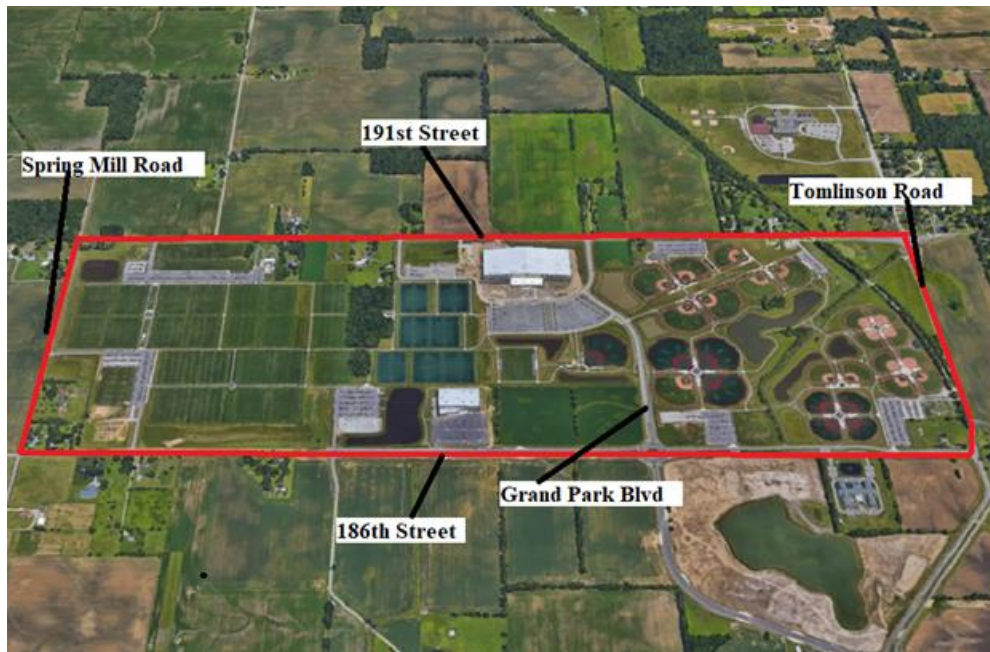 191st Street
Spring Mill Road
Tomlinson Road
Grand Park Blvd
186th Street